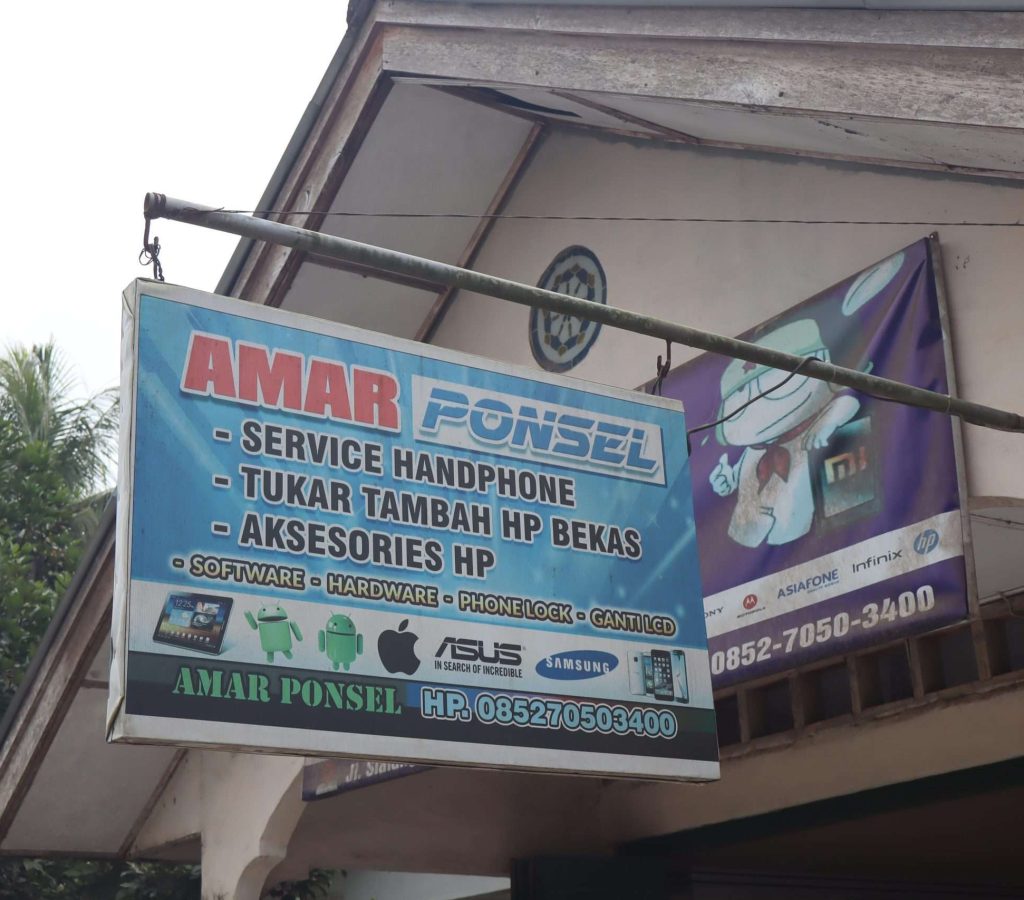 AMAR PONSEL
- SERVICE HANDPHONE
- TUKAR TAMBAH HP BEKAS
- AKSESORIES HP
- SOFTWARE - HARDWARE - PHONE LOCK - GANTI LCD
ASUS
IN SEARCH OF INCREDIBLE
SAMSUNG
AMAR PONSEL HP. 085270503400
MI
MOTOROLA ASIAFONE Infinix hp
0852-7050-3400